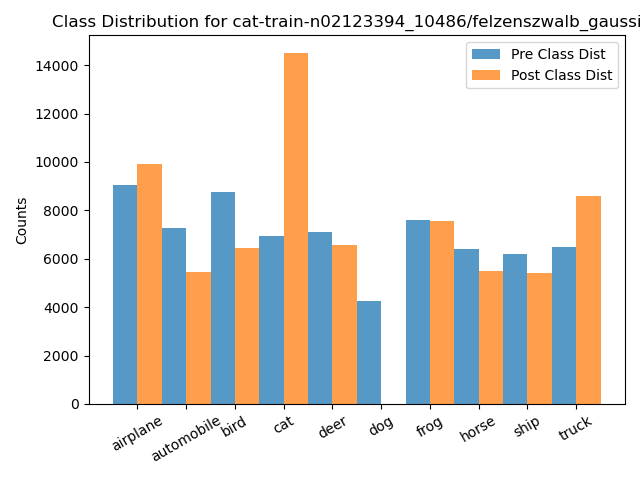 Class Distribution for cat-train-n02123394_10486/felzenszwalb_gaussi
Pre Class Dist
Post Class Dist
14000
12000
10000
8000
6000
4000
2000
0
Counts
airplane
automobile
bird
cat
deer
dog
frog
horse
ship
truck